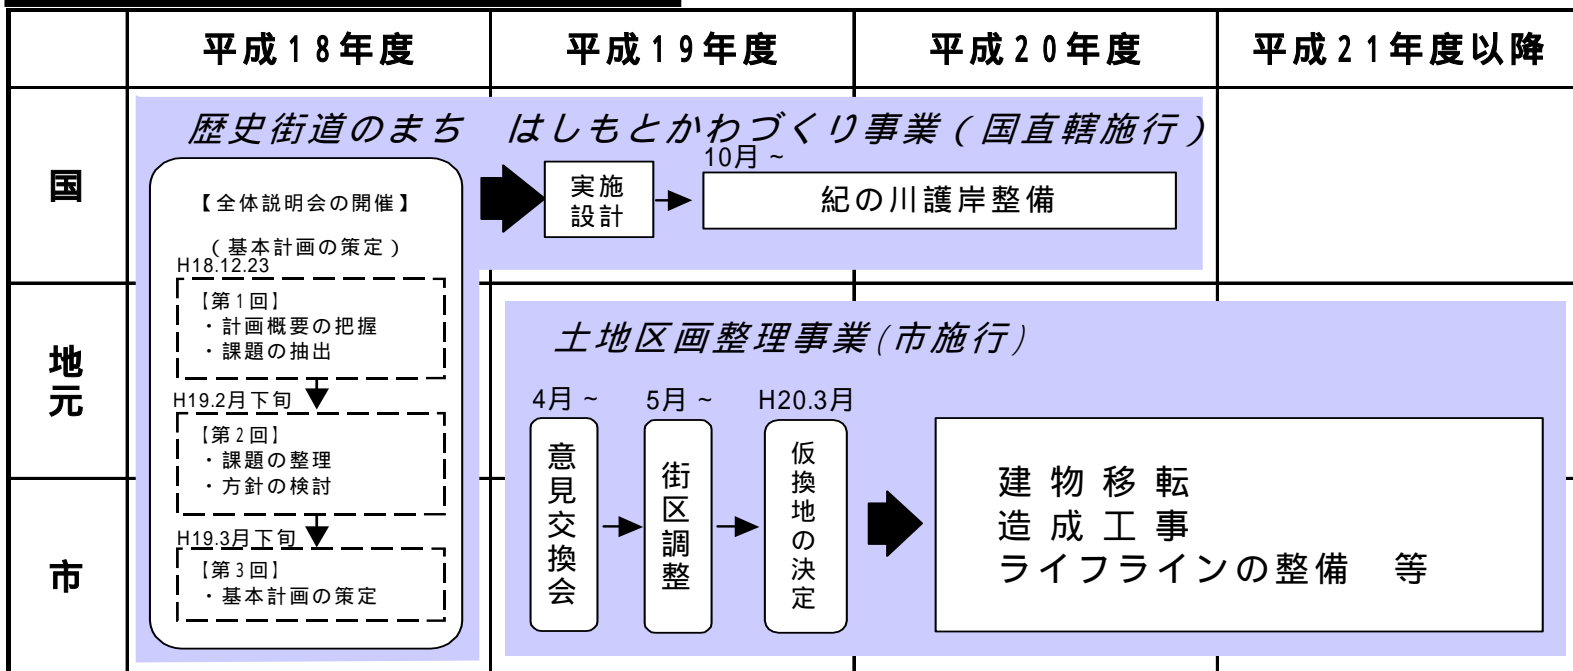 平成18年度
平成19年度
平成20年度
平成21年度以降
国
歴史街道のまち　はしもとかわづくり事業(国直轄施行)
【全体説明会の開催】
(基本計画の策定)
H18.12.23
【第1回】
・計画概要の把握
・課題の抽出
H19.2月下旬
【第2回】
・課題の整理
・方針の検討
H19.3月下旬
【第3回】
・基本計画の策定
実施
設計
10月~
紀の川護岸整備
地元
市
土地区画整理事業(市施行)
4月~
意見交換会
5月~
街区調整
H20.3月
仮換地の決定
建物移転
造成工事
ライフラインの整備　等